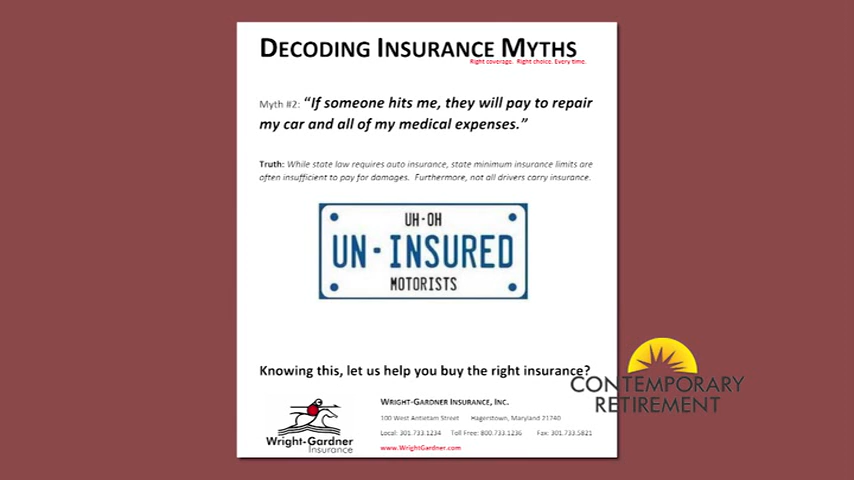 DECODING INSURANCE MYTHS
Right coverage. Right choice. Every time.
Myth #2: “If someone hits me, they will pay to repair
my car and all of my medical expenses.”
Truth: While state law requires auto insurance, state minimum insurance limits are
often insufficient to pay for damages. Furthermore, not all drivers carry insurance.
UH-OH
UN-INSURED
MOTORISTS
Knowing this, let us help you buy the right insurance?
CONTEMPORARY
RETIREMENT
WRIGHT-GARDNER INSURANCE, INC.
100 West Antietam Street Hagerstown, Maryland 21740
Local: 301.733.1234 Toll Free: 800.733.1236 Fax: 301.733.5821
www.WrightGardner.com
Wright-Gardner
Insurance